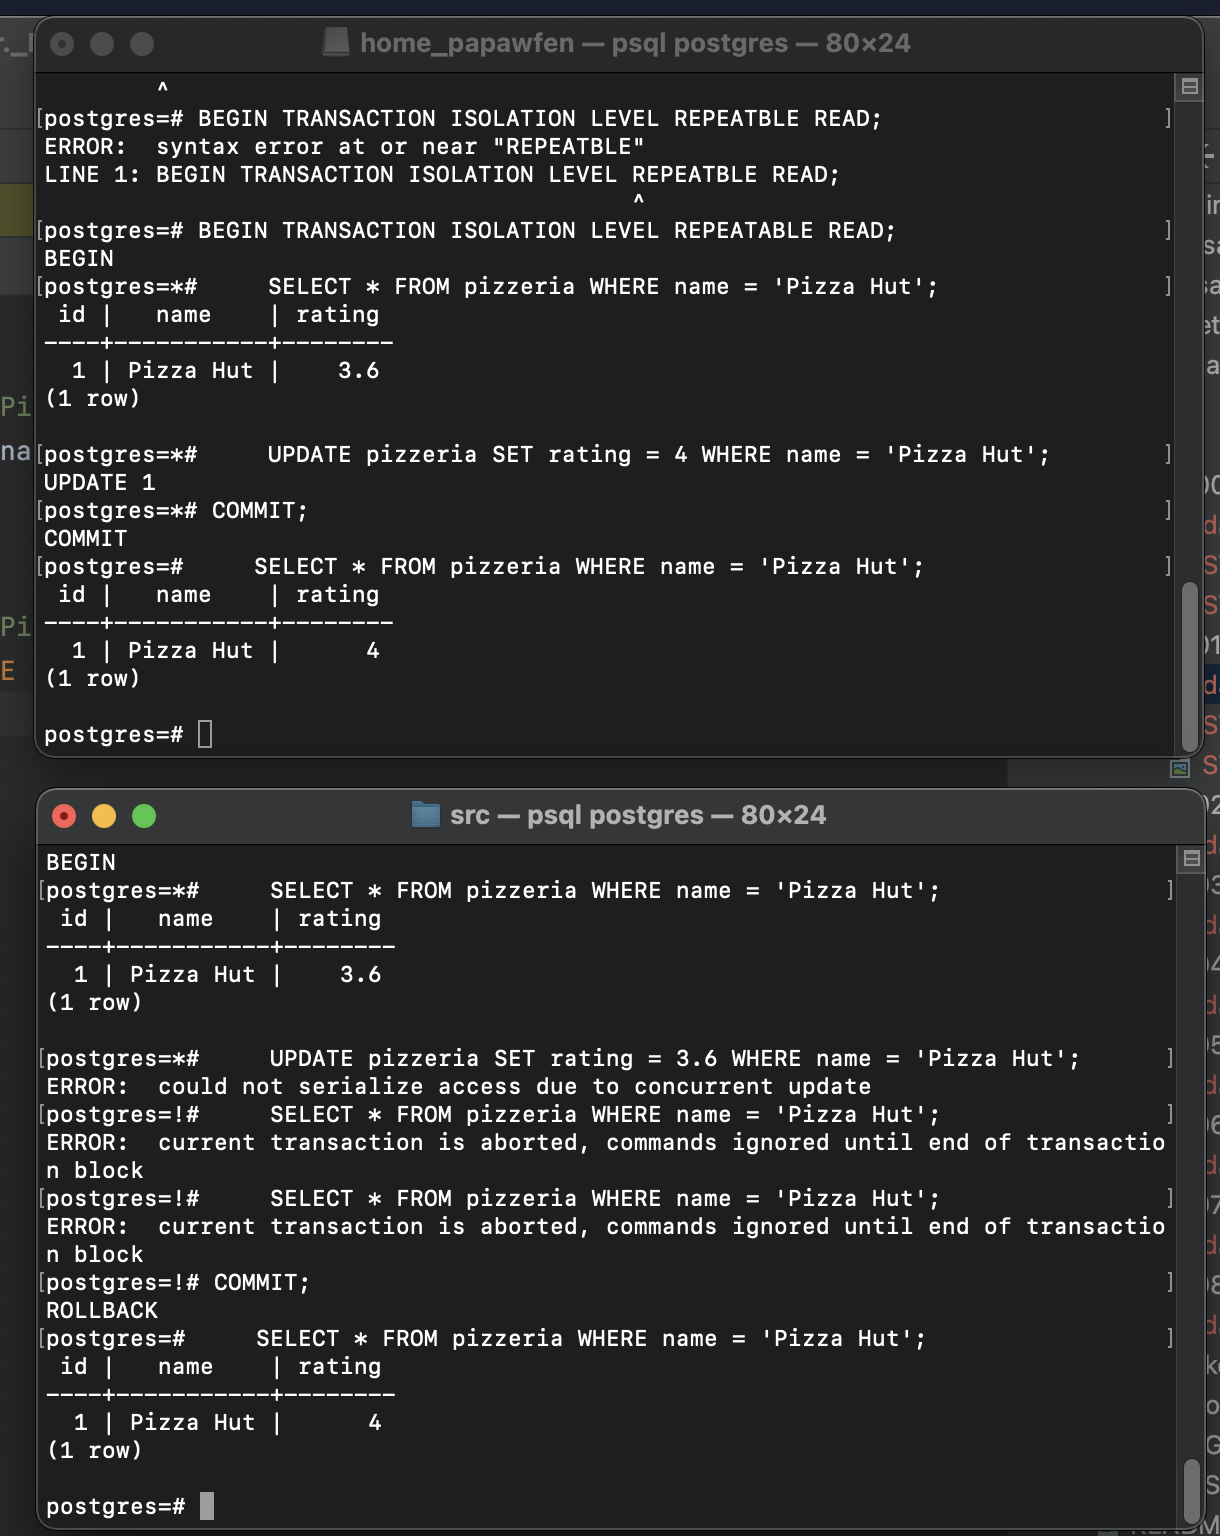 home_papawfen — psql postgres — 80×24
^
[postgres=# BEGIN TRANSACTION ISOLATION LEVEL REPEATBLE READ; ]
ERROR:  syntax error at or near "REPEATBLE"
LINE 1: BEGIN TRANSACTION ISOLATION LEVEL REPEATBLE READ;
^
[postgres=# BEGIN TRANSACTION ISOLATION LEVEL REPEATABLE READ; ]
BEGIN
[postgres=*#     SELECT * FROM pizzeria WHERE name = 'Pizza Hut'; ]
 id |   name    | rating
----+-----------+--------
  1 | Pizza Hut |    3.6
(1 row)
[postgres=*#     UPDATE pizzeria SET rating = 4 WHERE name = 'Pizza Hut'; ]
UPDATE 1
[postgres=*# COMMIT; ]
COMMIT
[postgres=#     SELECT * FROM pizzeria WHERE name = 'Pizza Hut'; ]
 id |   name    | rating
----+-----------+--------
  1 | Pizza Hut |      4
(1 row)
postgres=#
src — psql postgres — 80×24
BEGIN
[postgres=*#     SELECT * FROM pizzeria WHERE name = 'Pizza Hut'; ]
 id |   name    | rating
----+-----------+--------
  1 | Pizza Hut |    3.6
(1 row)
[postgres=*#     UPDATE pizzeria SET rating = 3.6 WHERE name = 'Pizza Hut'; ]
ERROR:  could not serialize access due to concurrent update
[postgres=!#     SELECT * FROM pizzeria WHERE name = 'Pizza Hut'; ]
ERROR:  current transaction is aborted, commands ignored until end of transactio
n block
[postgres=!#     SELECT * FROM pizzeria WHERE name = 'Pizza Hut'; ]
ERROR:  current transaction is aborted, commands ignored until end of transactio
n block
[postgres=!# COMMIT; ]
ROLLBACK
[postgres=#     SELECT * FROM pizzeria WHERE name = 'Pizza Hut'; ]
 id |   name    | rating
----+-----------+--------
  1 | Pizza Hut |      4
(1 row)
postgres=#